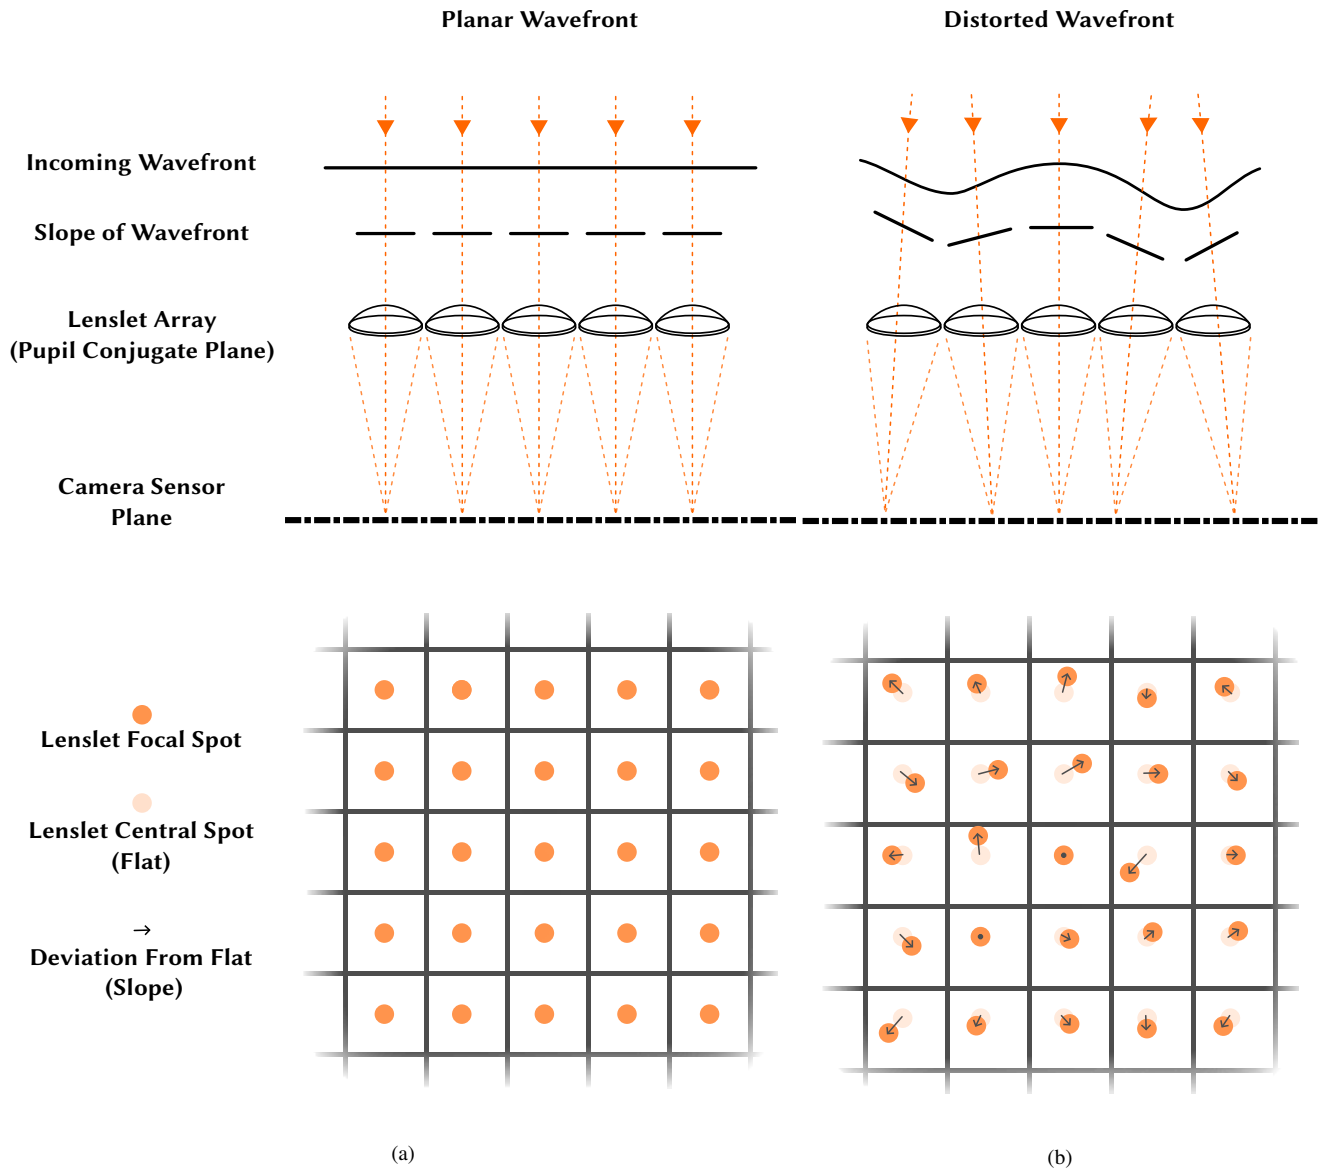 Planar Wavefront
Distorted Wavefront
Incoming Wavefront
Slope of Wavefront
Lenslet Array
(Pupil Conjugate Plane)
Camera Sensor
Plane
Lenslet Focal Spot
Lenslet Central Spot
(Flat)
→
Deviation From Flat
(Slope)
(a)
(b)